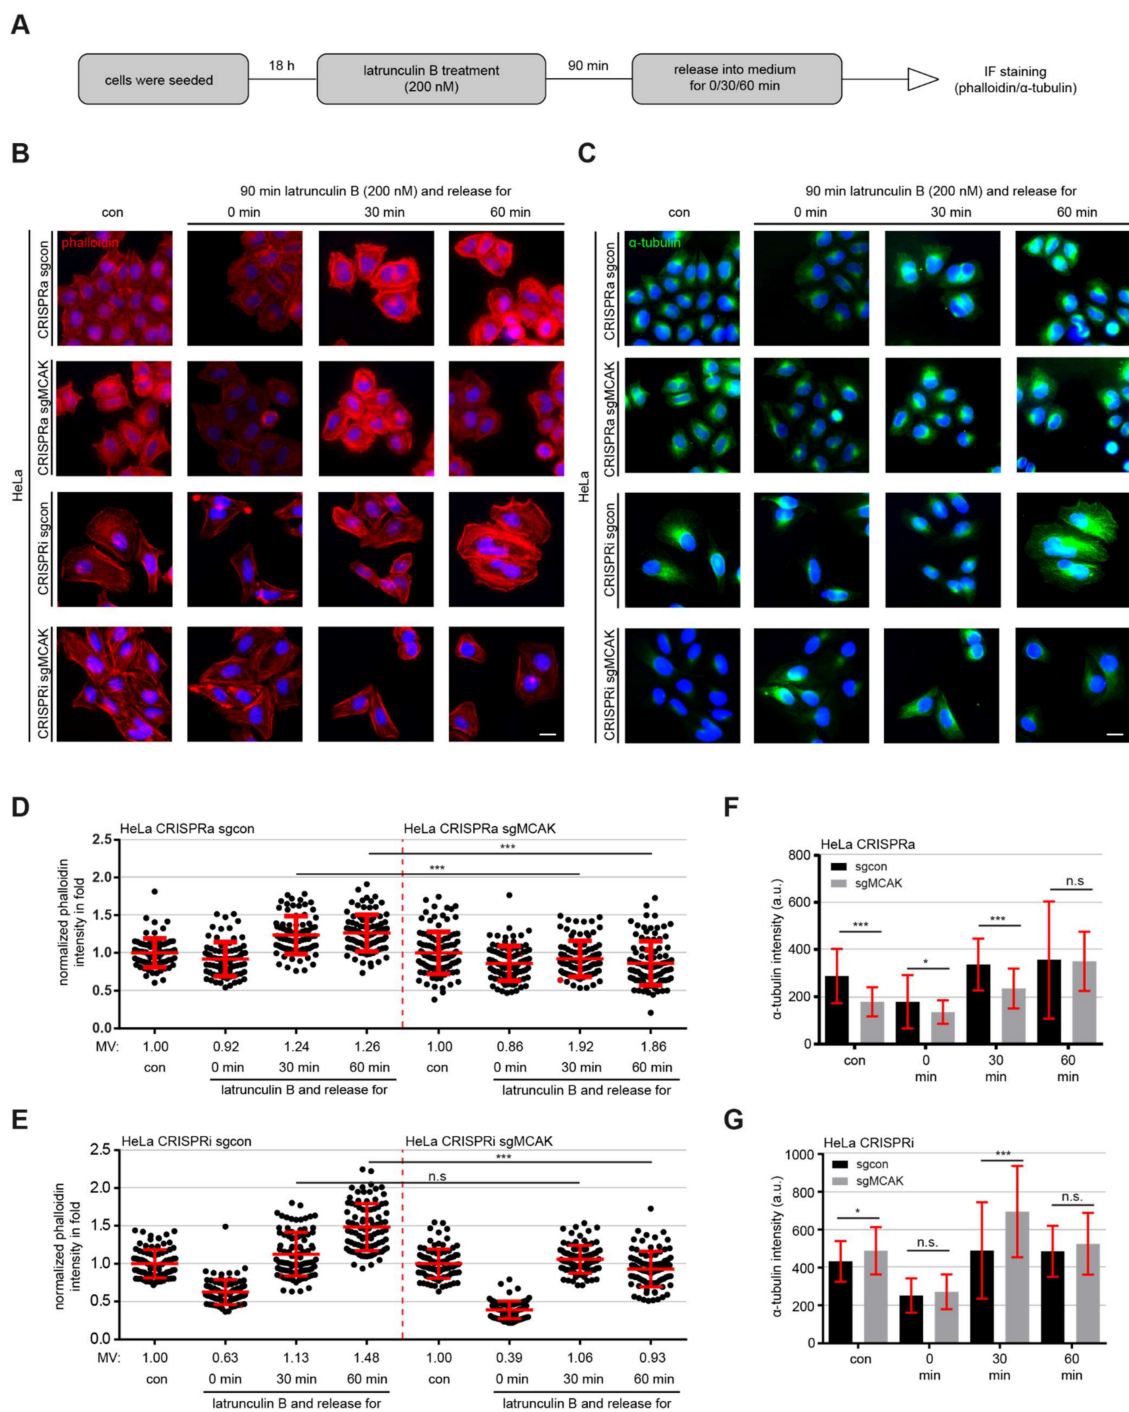 A
cells were seeded
18 h
latrunculin B treatment
(200 nM)
90 min
release into medium
for 0/30/60 min
IF staining
(phalloidin/α-tubulin)
B
90 min latrunculin B (200 nM) and release for
con
0 min
30 min
60 min
phalloidin
HeLa
CRISPRa sgcon
CRISPRa sgMCAK
CRISPRi sgcon
CRISPRi sgMCAK
C
90 min latrunculin B (200 nM) and release for
con
0 min
30 min
60 min
α-tubulin
HeLa
CRISPRa sgcon
CRISPRa sgMCAK
CRISPRi sgcon
CRISPRi sgMCAK
D
HeLa CRISPRa sgcon
HeLa CRISPRa sgMCAK
normalized phalloidin
intensity in fold
2.5
2.0
1.5
1.0
0.5
0.0
***
***
MV: 1.00 0.92 1.24 1.26 1.00 0.86 1.92 1.86
con 0 min 30 min 60 min con 0 min 30 min 60 min
latrunculin B and release for
latrunculin B and release for
E
HeLa CRISPRi sgcon
HeLa CRISPRi sgMCAK
normalized phalloidin
intensity in fold
2.5
2.0
1.5
1.0
0.5
0.0
***
n.s
MV: 1.00 0.63 1.13 1.48 1.00 0.39 1.06 0.93
con 0 min 30 min 60 min con 0 min 30 min 60 min
latrunculin B and release for
latrunculin B and release for
F
HeLa CRISPRa
α-tubulin intensity (a.u.)
800
600
400
200
0
sgcon
sgMCAK
***
*
***
n.s
con 0 30 60
min min min
G
HeLa CRISPRi
α-tubulin intensity (a.u.)
1000
800
600
400
200
0
sgcon
sgMCAK
*
n.s.
***
n.s.
con 0 30 60
min min min